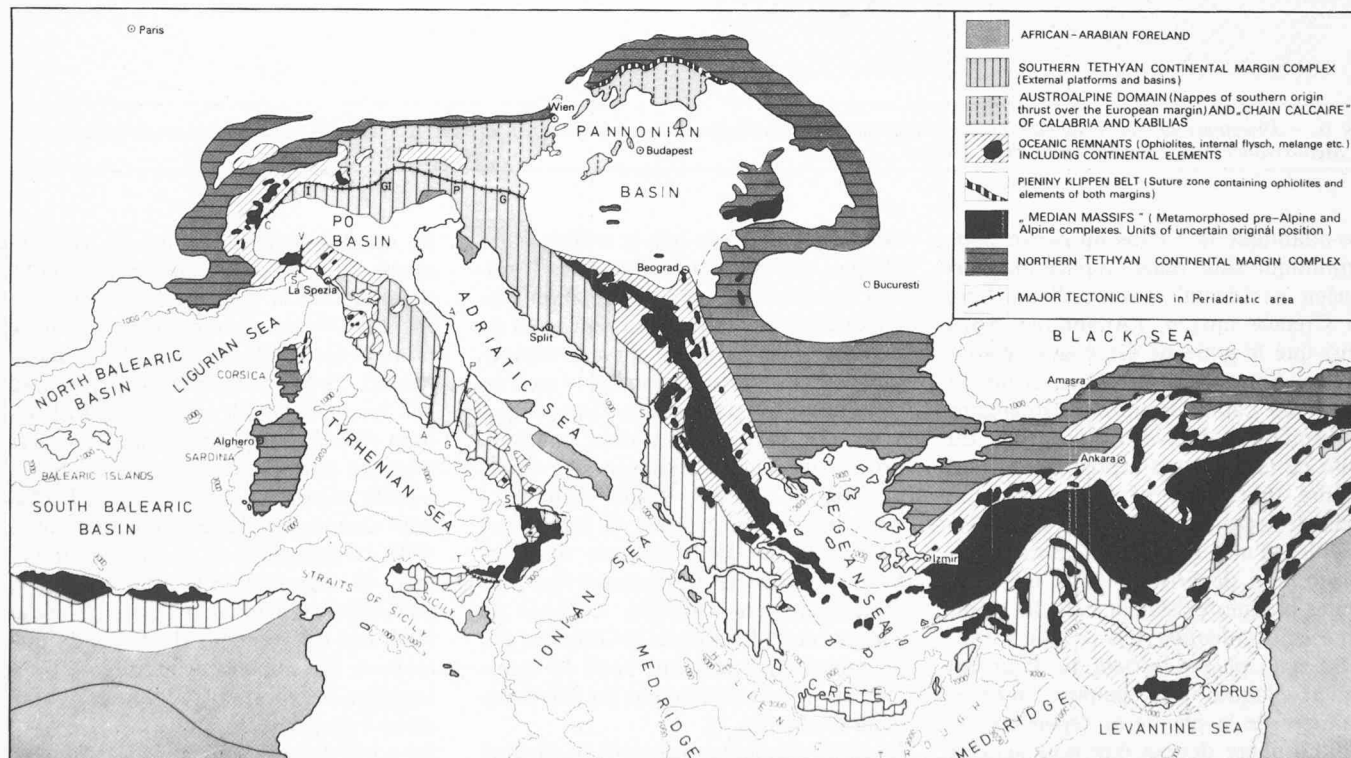 Paris
AFRICAN-ARABIAN FORELAND
SOUTHERN TETHYAN CONTINENTAL MARGIN COMPLEX
(External platforms and basins)
AUSTROALPINE DOMAIN (Nappes of southern origin
thrust over the European margin) AND „CHAIN CALCAIRE"
OF CALABRIA AND KABILIAS
OCEANIC REMNANTS (Ophiolites, internal flysch, melange etc.)
INCLUDING CONTINENTAL ELEMENTS
PIENINY KLIPPEN BELT (Suture zone containing ophiolites and
elements of both margins)
„MEDIAN MASSIFS" (Metamorphosed pre-Alpine and
Alpine complexes. Units of uncertain original position)
NORTHERN TETHYAN CONTINENTAL MARGIN COMPLEX
MAJOR TECTONIC LINES in Periadriatic area
Wien
PANNONIAN
Budapest
BASIN
I
GI
P
G
C
PO
BASIN
V
S
La Spezia
Beograd
Bucuresti
BLACK SEA
1000
Amasra
1000
ADRIATIC SEA
Split
LIGURIAN SEA
NORTH BALEARIC
BASIN
CORSICA
1000
A
P
A
G
S
S
Alghero
SARDINIA
TYRHENIAN
SEA
BALEARIC ISLANDS
SOUTH BALEARIC
BASIN
Ankara
AEGEAN SEA
Izmir
STRAITS OF SICILY
T
SICILY
IONIAN SEA
MED. RIDGE
CRETE
1000
TROUGH
MED. RIDGE
CYPRUS
LEVANTINE SEA